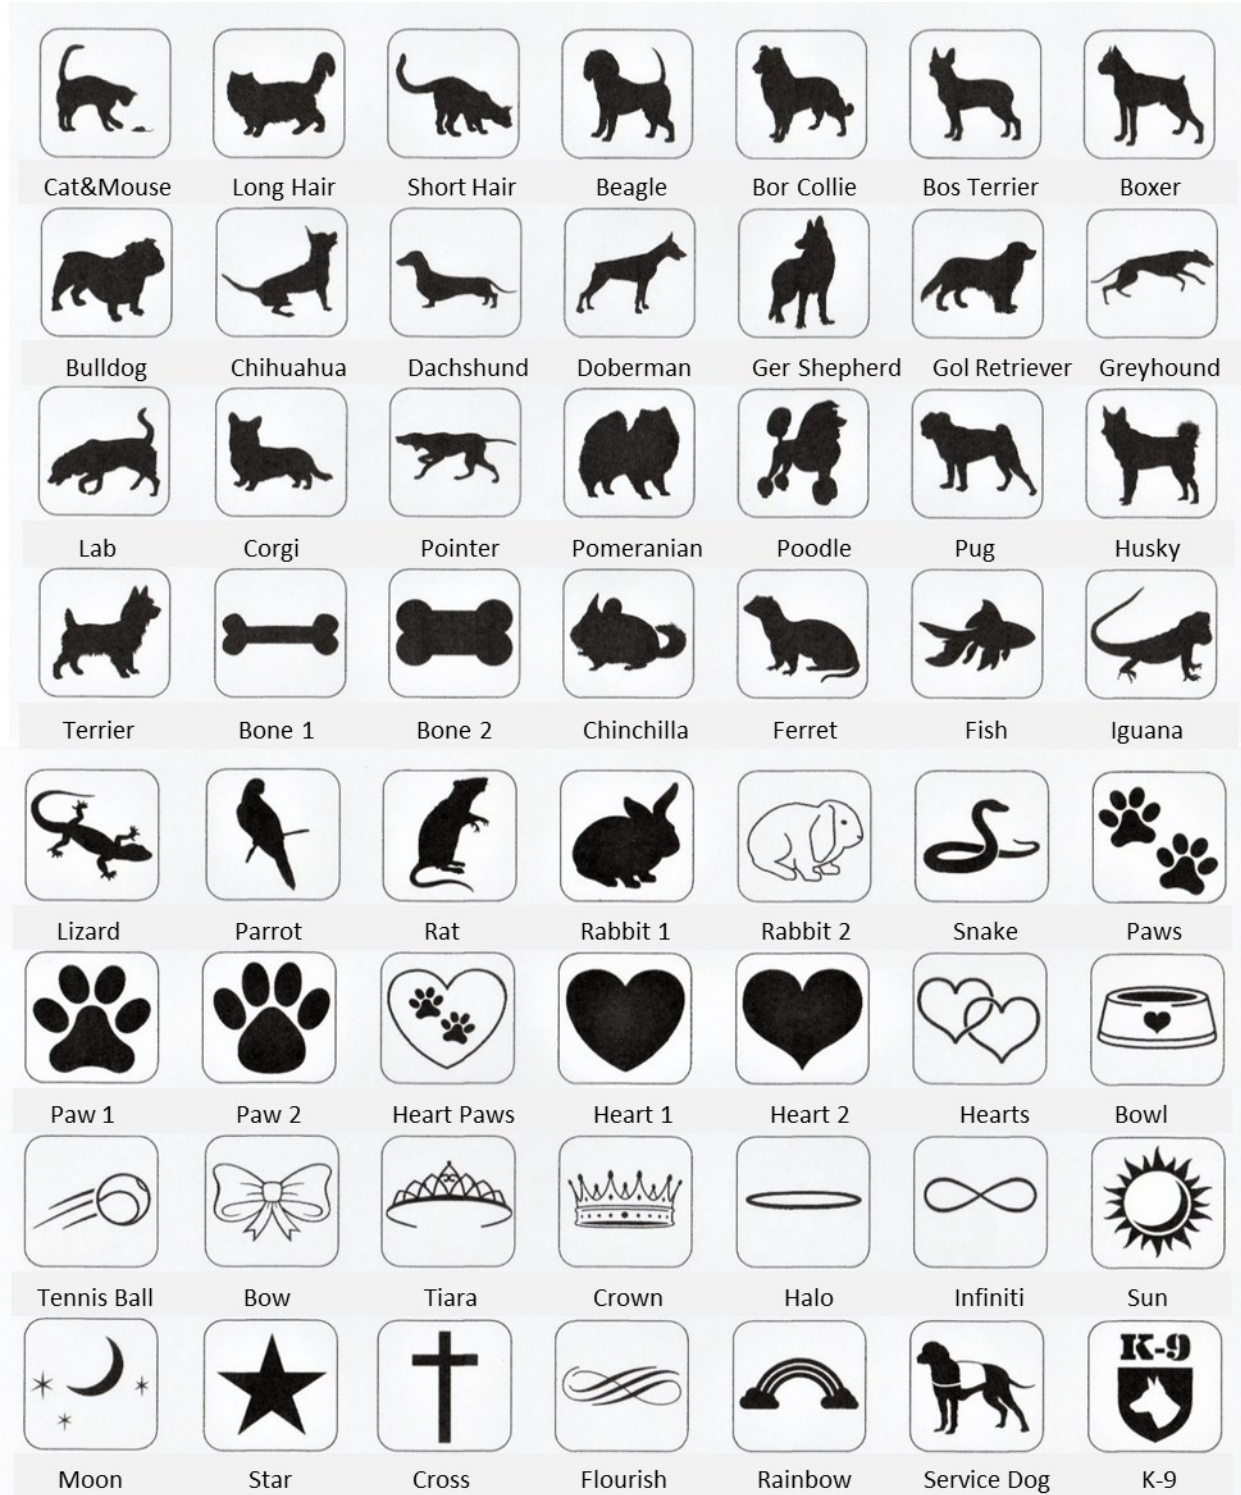 Cat&Mouse Long Hair Short Hair Beagle Bor Collie Bos Terrier Boxer
Bulldog Chihuahua Dachshund Doberman Ger Shepherd Gol Retriever Greyhound
Lab Corgi Pointer Pomeranian Poodle Pug Husky
Terrier Bone 1 Bone 2 Chinchilla Ferret Fish Iguana
Lizard Parrot Rat Rabbit 1 Rabbit 2 Snake Paws
Paw 1 Paw 2 Heart Paws Heart 1 Heart 2 Hearts Bowl
Tennis Ball Bow Tiara Crown Halo Infiniti Sun
K-9
Moon Star Cross Flourish Rainbow Service Dog K-9